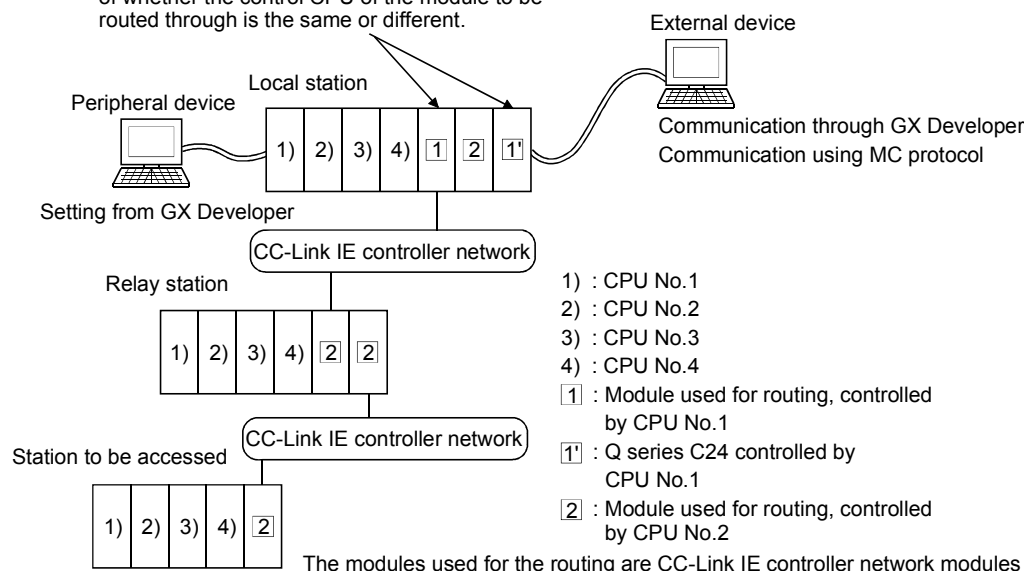 of whether the control CPU of the module to be
routed through is the same or different.
External device
Local station
Peripheral device
1) 2) 3) 4) 1 2 1'
Communication through GX Developer
Communication using MC protocol
Setting from GX Developer
CC-Link IE controller network
Relay station
1) 2) 3) 4) 2 2
1) : CPU No.1
2) : CPU No.2
3) : CPU No.3
4) : CPU No.4
1 : Module used for routing, controlled
by CPU No.1
1' : Q series C24 controlled by
CPU No.1
2 : Module used for routing, controlled
by CPU No.2
CC-Link IE controller network
Station to be accessed
1) 2) 3) 4) 2
The modules used for the routing are CC-Link IE controller network modules